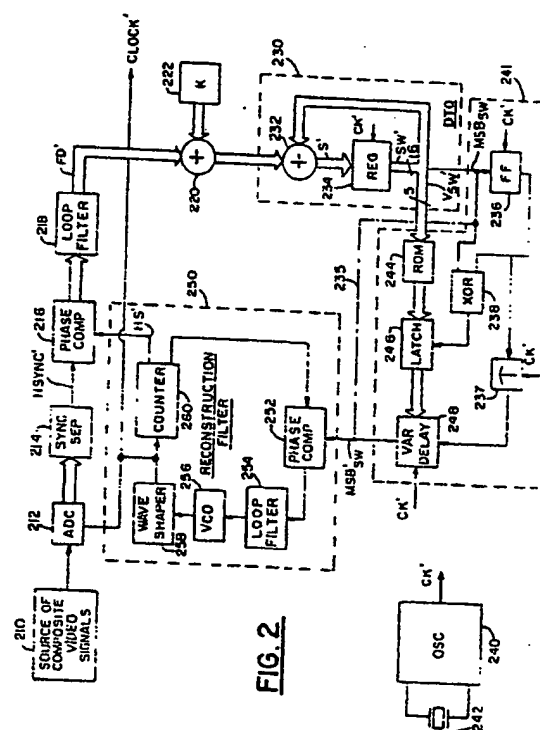 210
SOURCE OF
COMPOSITE
VIDEO
SIGNALS
212
ADC
214
SYNC
SEP
HSYNC'
216
PHASE
COMP
218
LOOP
FILTER
FD'
CLOCK'
222
K
220
250
HS'
COUNTER
260
RECONSTRUCTION
FILTER
WAVE
SHAPER
258
256
VCO
254
LOOP
FILTER
252
PHASE
COMP
MSB'SW
230
232
S'
CK'
REG
234
SW'
16
DTO
5
V'SW
235
241
MSBSW
CK'
FF
236
244
ROM
XOR
238
246
LATCH
248
VAR
DELAY
237
CK'
CK'
FIG. 2
CK'
OSC
240
242